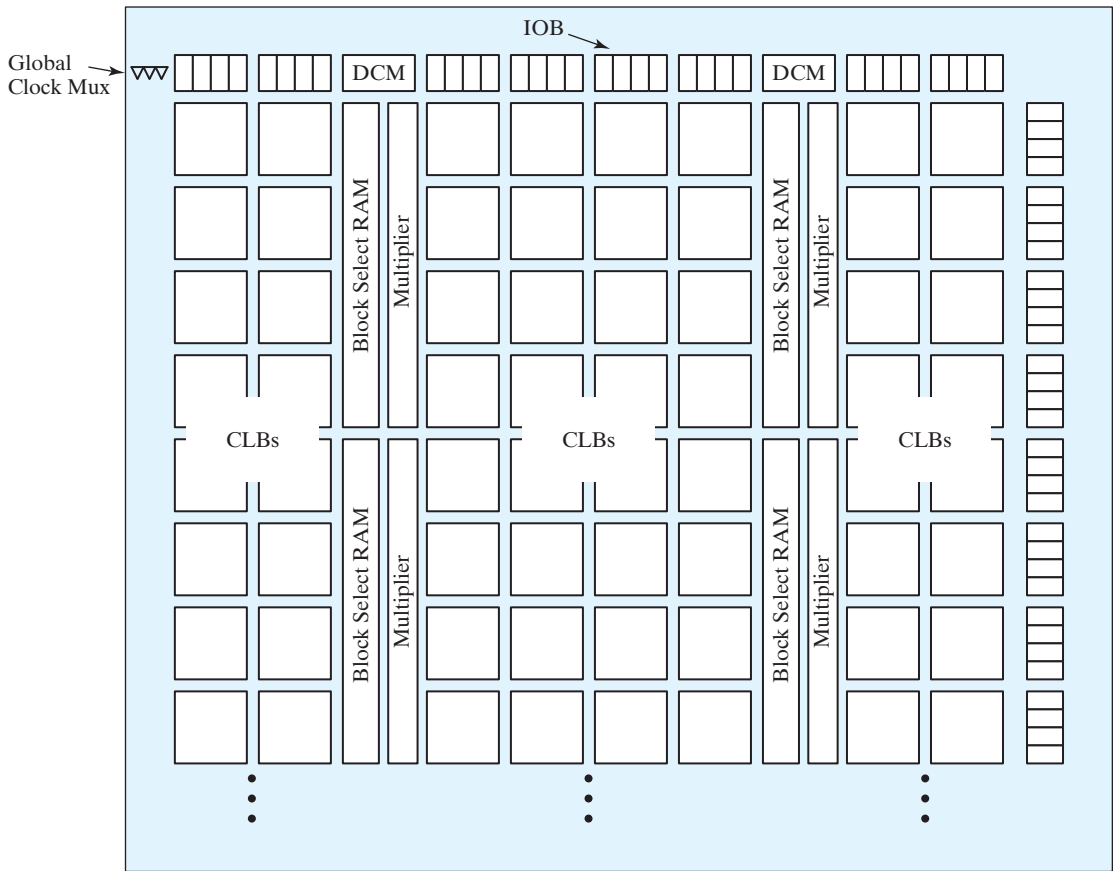 IOB
Global
Clock Mux
DCM
DCM
Block Select RAM
Multiplier
Block Select RAM
Multiplier
CLBs
CLBs
CLBs
Block Select RAM
Multiplier
Block Select RAM
Multiplier